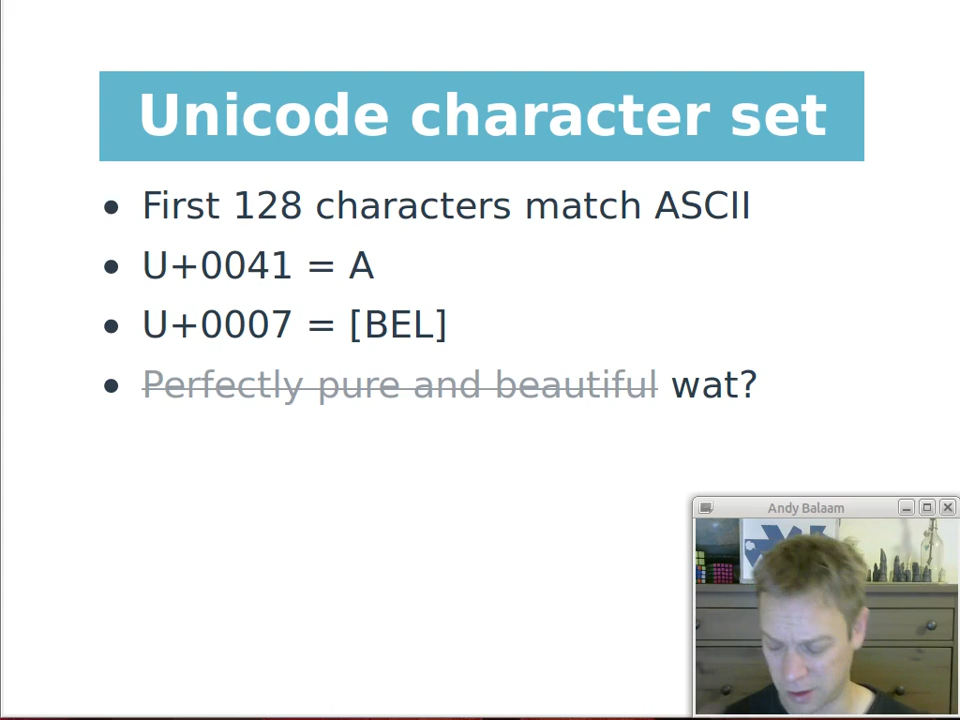 Unicode character set
First 128 characters match ASCII
U+0041 = A
U+0007 = [BEL]
Perfectly pure and beautiful wat?
Andy Balaam